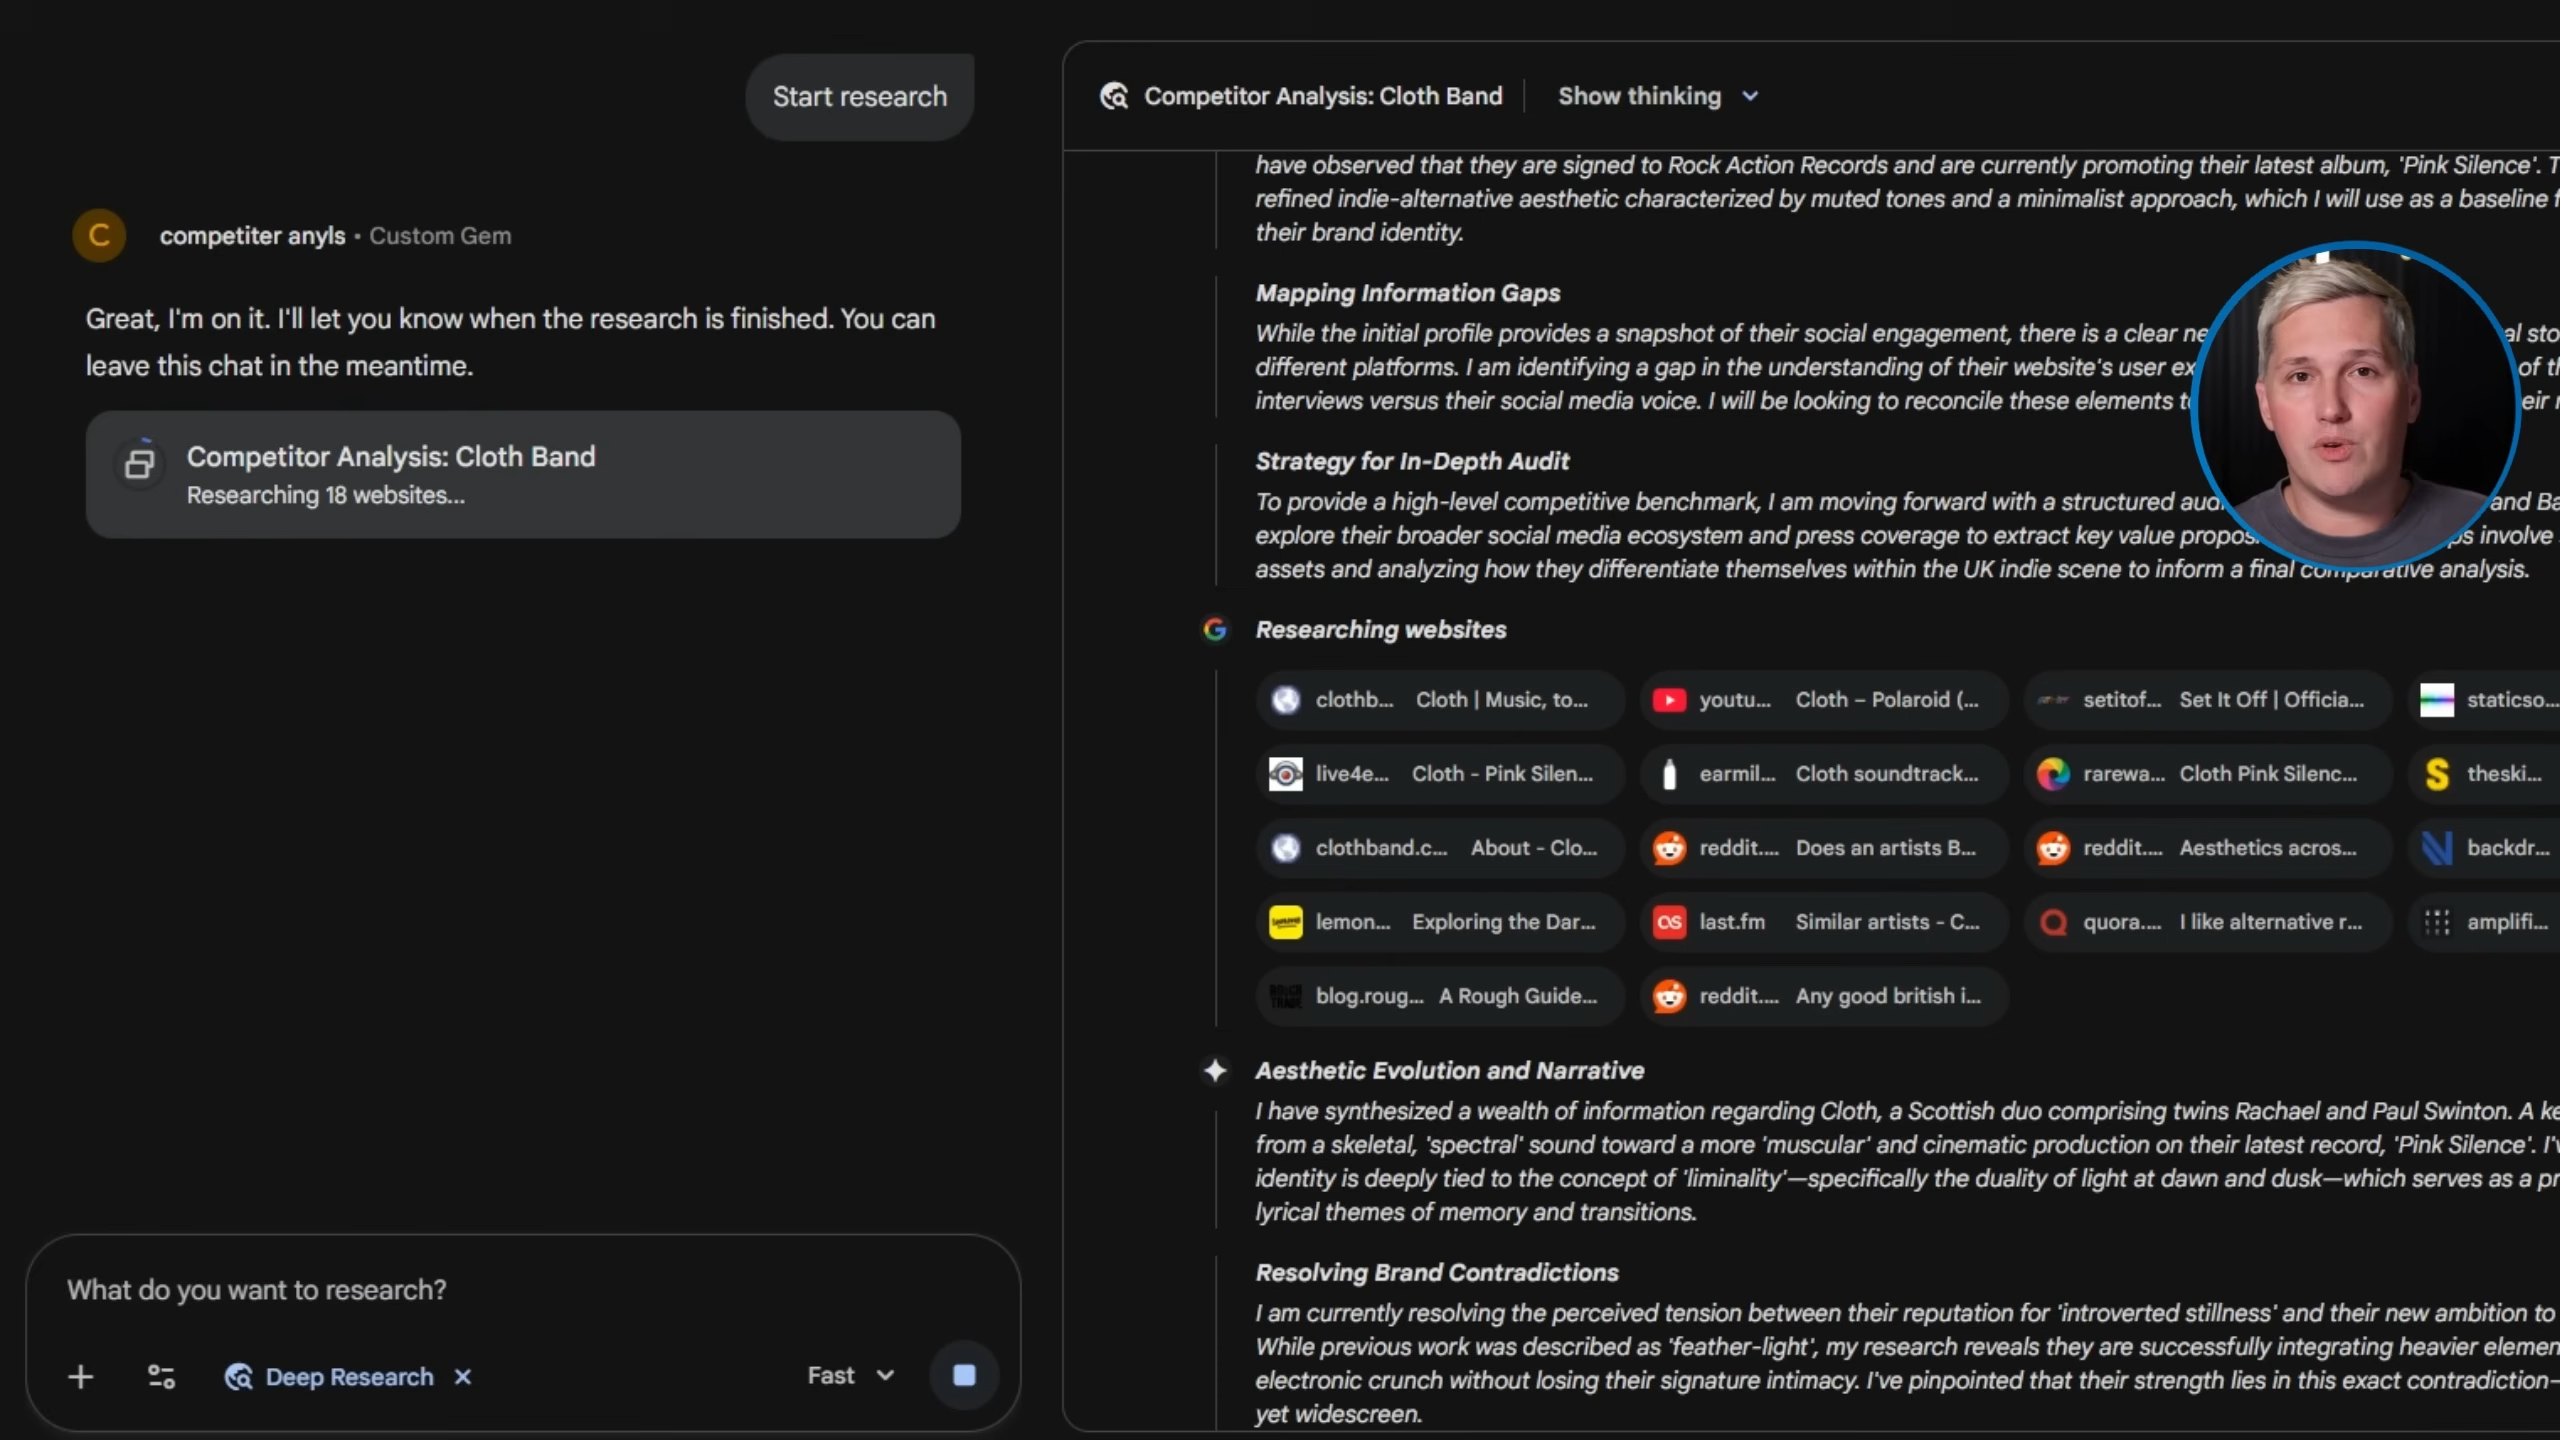 Start research
competiter anyls • Custom Gem
Great, I'm on it. I'll let you know when the research is finished. You can
leave this chat in the meantime.
Competitor Analysis: Cloth Band
Researching 18 websites...
What do you want to research?
Deep Research
Fast
Competitor Analysis: Cloth Band
Show thinking
have observed that they are signed to Rock Action Records and are currently promoting their latest album, 'Pink Silence'.
refined indie-alternative aesthetic characterized by muted tones and a minimalist approach, which I will use as a baseline
their brand identity.
Mapping Information Gaps
While the initial profile provides a snapshot of their social engagement, there is a clear
different platforms. I am identifying a gap in the understanding of their website's user of
interviews versus their social media voice. I will be looking to reconcile these elements
Strategy for In-Depth Audit
To provide a high-level competitive benchmark, I am moving forward with a structured and
explore their broader social media ecosystem and press coverage to extract key value involve
assets and analyzing how they differentiate themselves within the UK indie scene to inform a final comparative analysis.
Researching websites
clothb... Cloth | Music, to... youtu... Cloth – Polaroid (... setitof... Set It Off | Officia... staticso...
live4e... Cloth - Pink Silen... earmil... Cloth soundtrack... rarewa... Cloth Pink Silenc... theski...
clothband.c... About - Clo... reddit.... Does an artists B... reddit.... Aesthetics acros... backdr...
lemon... Exploring the Dar... last.fm Similar artists - C... quora.... I like alternative r... amplifi...
blog.roug... A Rough Guide... reddit.... Any good british i...
Aesthetic Evolution and Narrative
I have synthesized a wealth of information regarding Cloth, a Scottish duo comprising twins Rachael and Paul Swinton. A
from a skeletal, 'spectral' sound toward a more 'muscular' and cinematic production on their latest record, 'Pink Silence'.
identity is deeply tied to the concept of 'liminality'—specifically the duality of light at dawn and dusk—which serves as a
lyrical themes of memory and transitions.
Resolving Brand Contradictions
I am currently resolving the perceived tension between their reputation for 'introverted stillness' and their new ambition to
While previous work was described as 'feather-light', my research reveals they are successfully integrating heavier
electronic crunch without losing their signature intimacy. I've pinpointed that their strength lies in this exact contradiction—
yet widescreen.